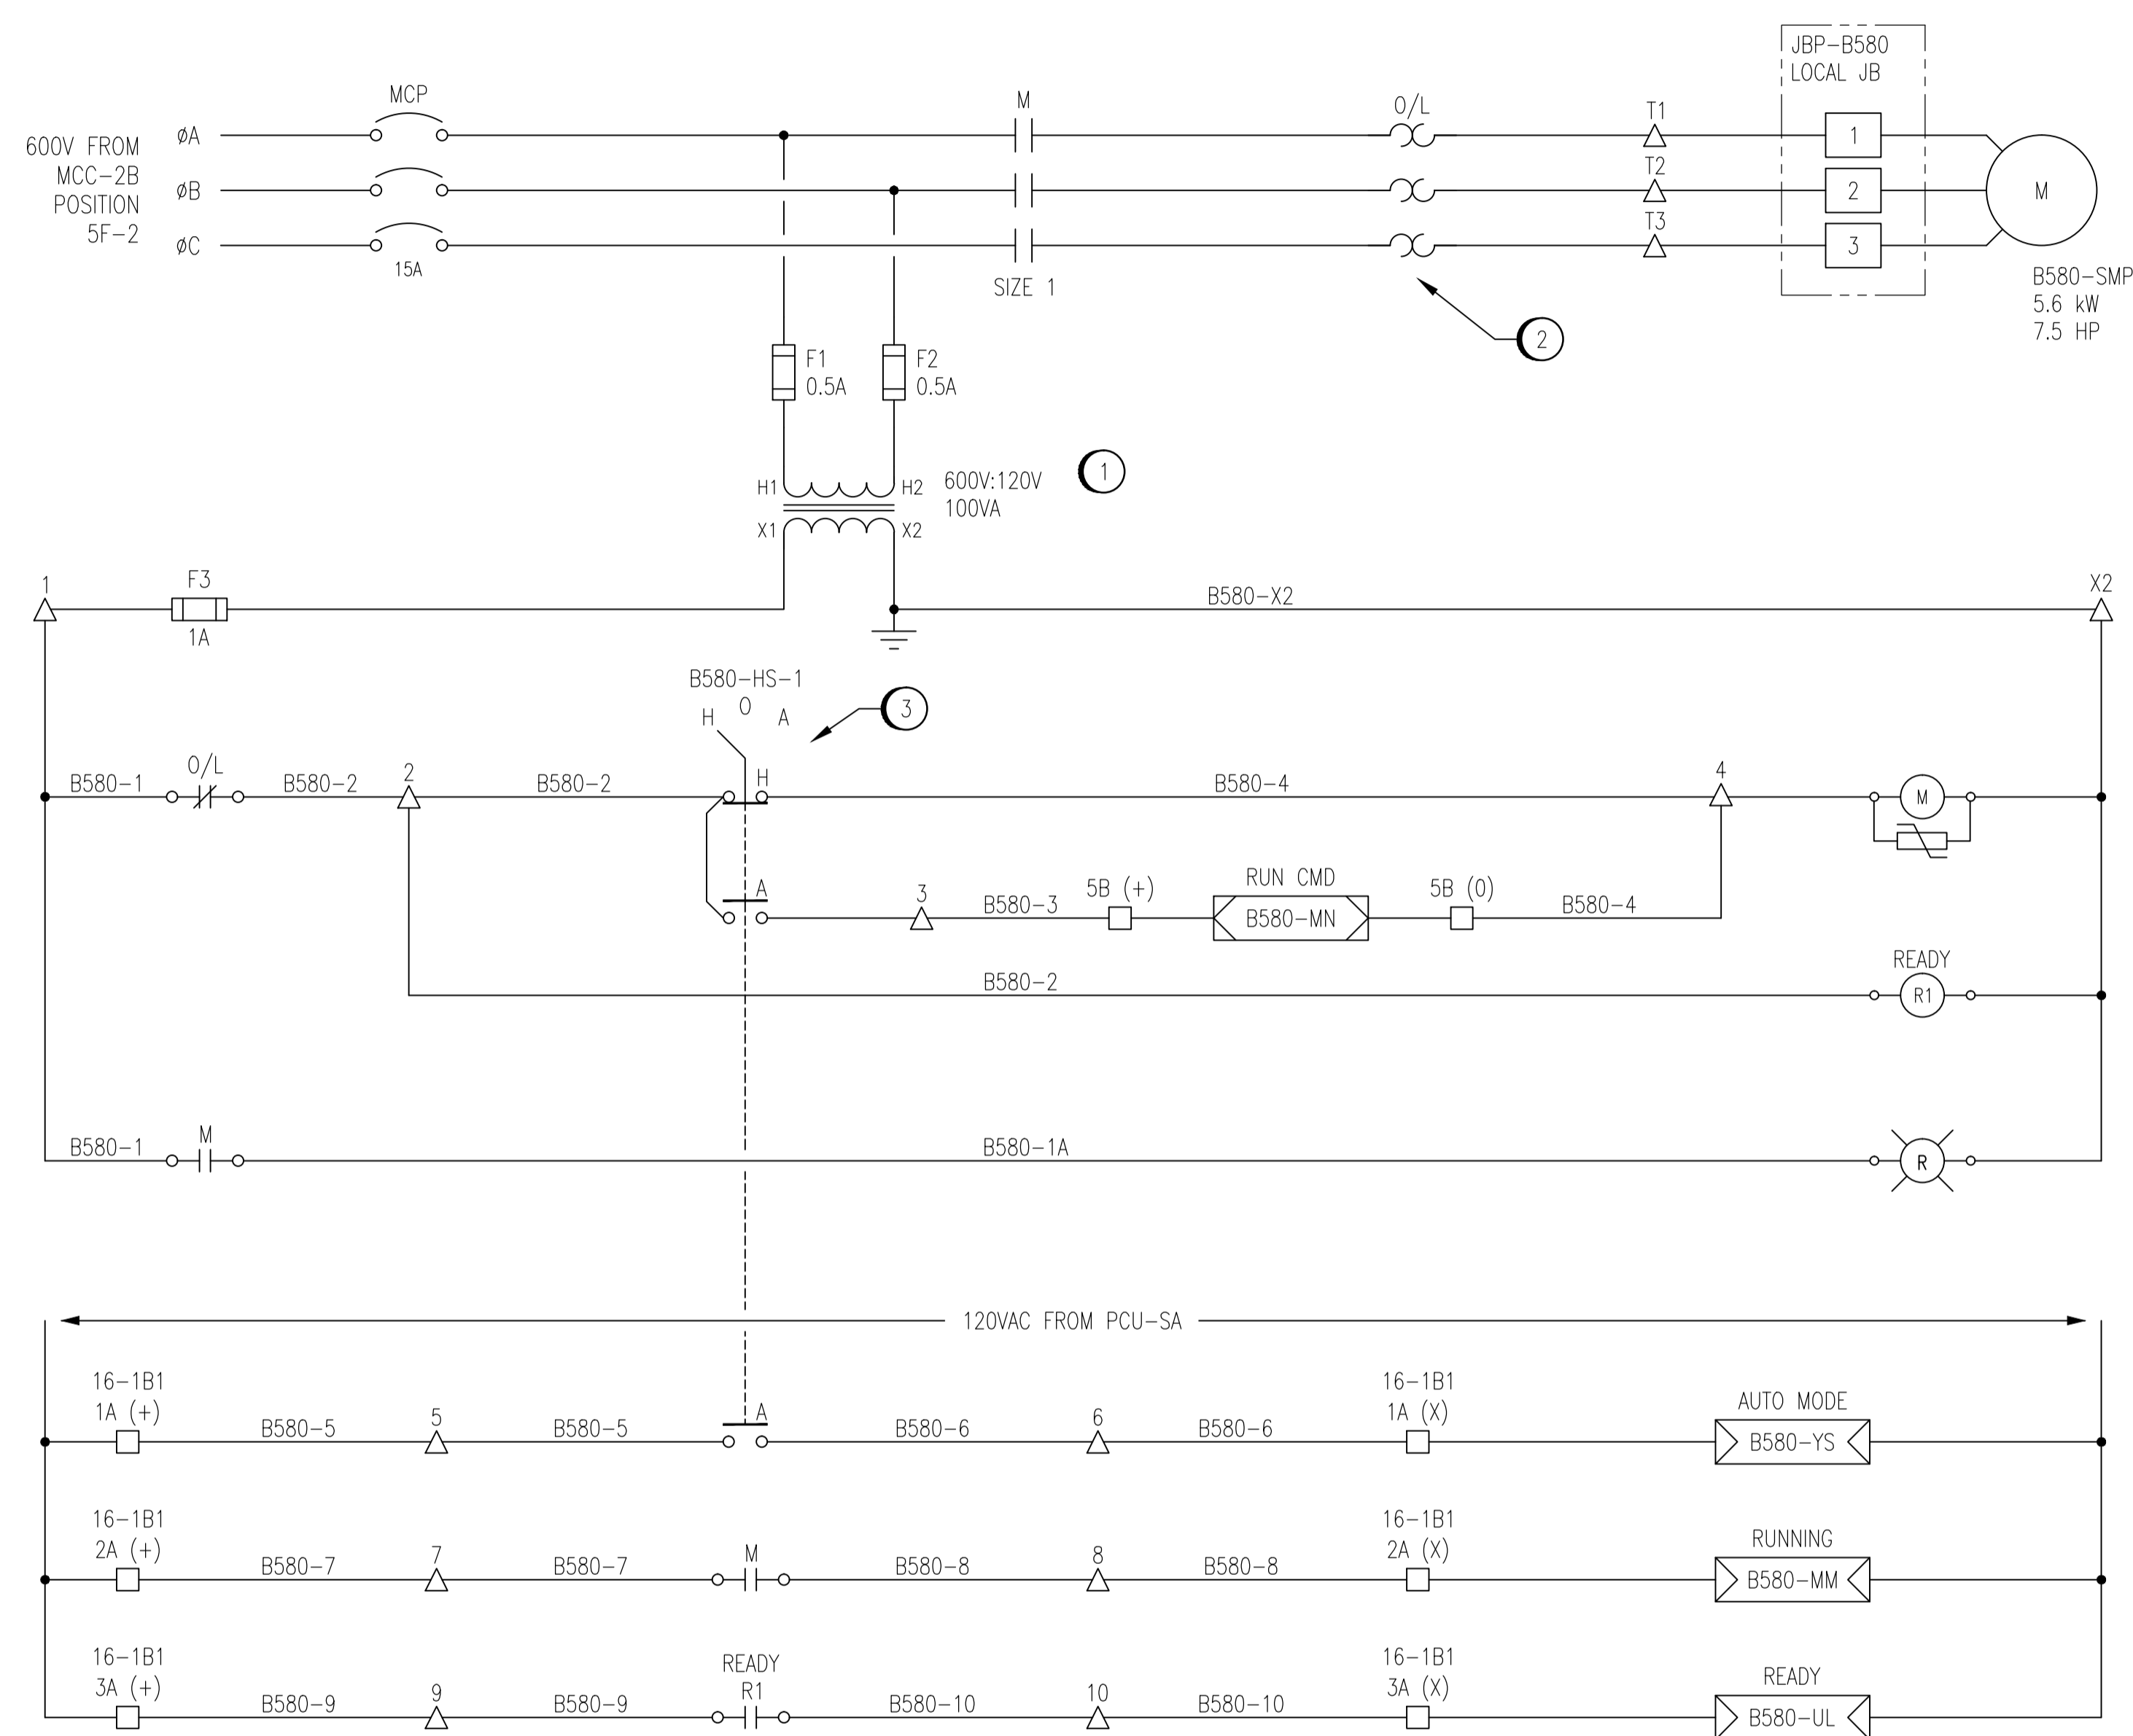 JBP-B580
LOCAL JB
MCP
M
O/L
T1
600V FROM
MCC-2B
POSITION
5F-2
øA
1
T2
øB
2
M
T3
øC
3
15A
SIZE 1
B580-SMP
5.6 kW
7.5 HP
2
F1
0.5A
F2
0.5A
H1
H2
600V:120V
100VA
1
X1
X2
1
F3
1A
B580-X2
X2
B580-HS-1
H
O
A
3
B580-1
O/L
B580-2
2
B580-2
H
B580-4
4
M
A
3
B580-3
5B (+)
RUN CMD
B580-MN
5B (0)
B580-4
B580-2
READY
R1
B580-1
M
B580-1A
R
120VAC FROM PCU-SA
16-1B1
1A (+)
B580-5
5
B580-5
A
B580-6
6
B580-6
16-1B1
1A (X)
AUTO MODE
B580-YS
16-1B1
2A (+)
B580-7
7
B580-7
M
B580-8
8
B580-8
16-1B1
2A (X)
RUNNING
B580-MM
16-1B1
3A (+)
B580-9
9
B580-9
READY
R1
B580-10
10
B580-10
16-1B1
3A (X)
READY
B580-UL